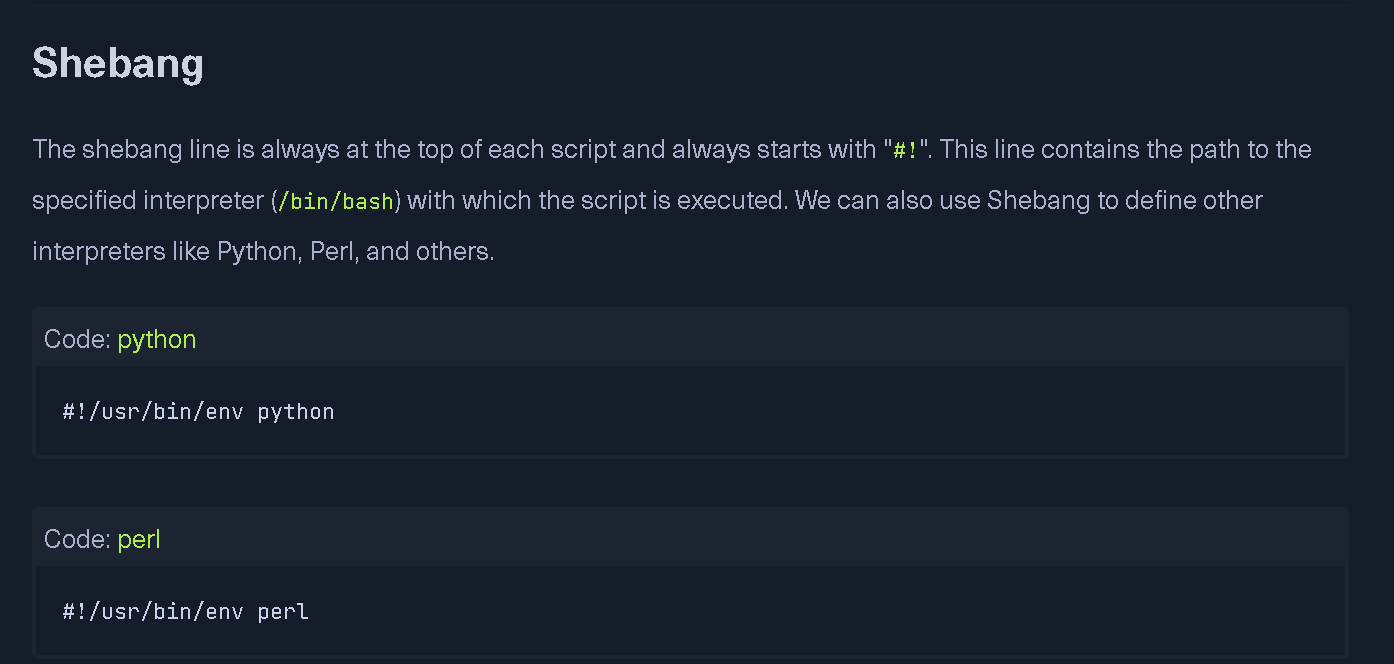 Shebang
The shebang line is always at the top of each script and always starts with "#!". This line contains the path to the
specified interpreter (/bin/bash) with which the script is executed. We can also use Shebang to define other
interpreters like Python, Perl, and others.
Code: python
#!/usr/bin/env python
Code: perl
#!/usr/bin/env perl